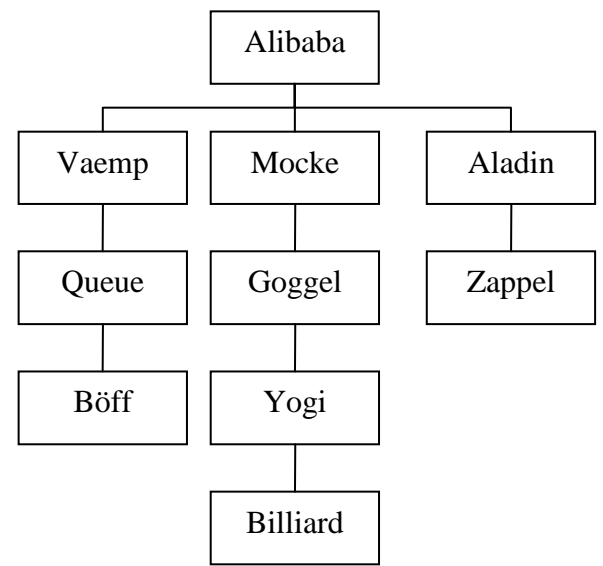 Alibaba
Vaemp
Mocke
Aladin
Queue
Goggel
Zappel
Böff
Yogi
Billiard